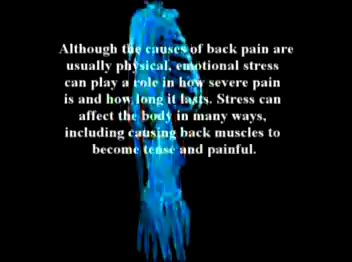 Although the causes of back pain are
usually physical, emotional stress
can play a role in how severe pain
is and how long it lasts. Stress can
affect the body in many ways,
including causing back muscles to
become tense and painful.